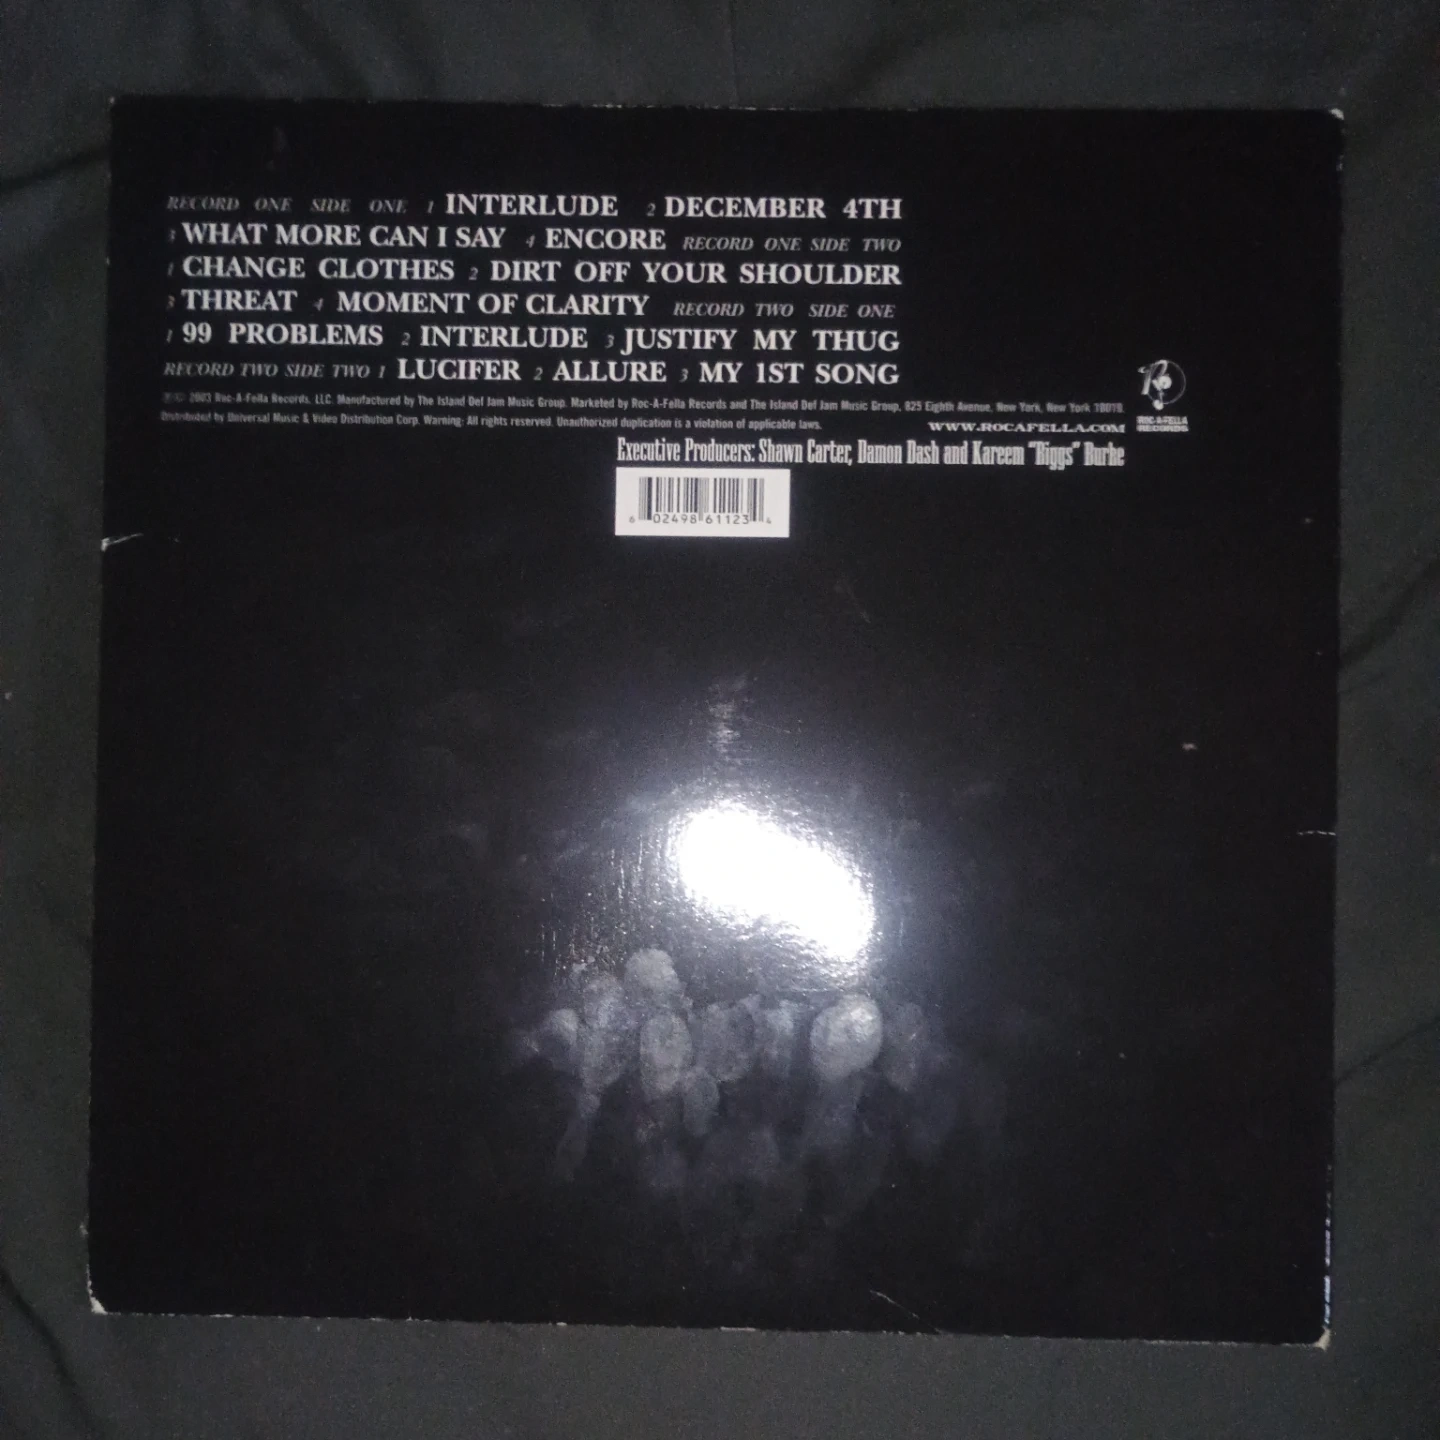 RECORD ONE SIDE ONE 1 INTERLUDE 2 DECEMBER 4TH
3 WHAT MORE CAN I SAY 4 ENCORE RECORD ONE SIDE TWO
1 CHANGE CLOTHES 2 DIRT OFF YOUR SHOULDER
3 THREAT 4 MOMENT OF CLARITY RECORD TWO SIDE ONE
1 99 PROBLEMS 2 INTERLUDE 3 JUSTIFY MY THUG
RECORD TWO SIDE TWO 1 LUCIFER 2 ALLURE 3 MY 1ST SONG
℗ © 2003 Roc-A-Fella Records, LLC. Manufactured by The Island Def Jam Music Group. Marketed by Roc-A-Fella Records and The Island Def Jam Music Group, 825 Eighth Avenue, New York, New York 10019.
Distributed by Universal Music & Video Distribution Corp. Warning: All rights reserved. Unauthorized duplication is a violation of applicable laws.
WWW.ROCAFELLA.COM
ROC-A-FELLA
RECORDS
Executive Producers: Shawn Carter, Damon Dash and Kareem "Biggs" Burke
6 02498 61123 4